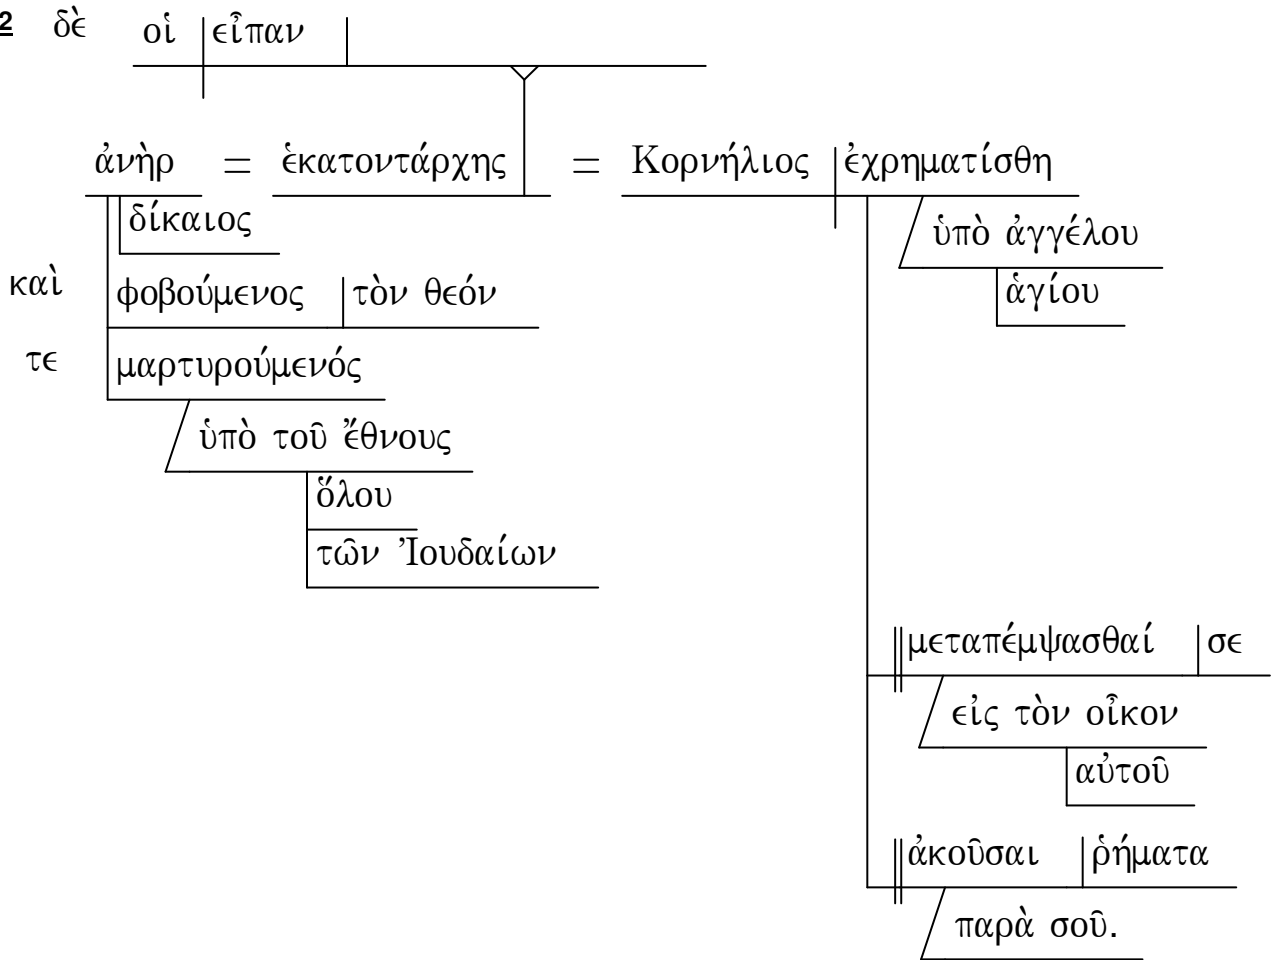 2 δὲ οἱ εἶπαν
ἀνὴρ = ἑκατοντάρχης = Κορνήλιος ἐχρηματίσθη
δίκαιος ὑπὸ ἀγγέλου
καὶ φοβούμενος τὸν θεόν ἁγίου
τε μαρτυρούμενός
ὑπὸ τοῦ ἔθνους
ὅλου
τῶν Ἰουδαίων
μεταπέμψασθαί σε
εἰς τὸν οἶκον
αὐτοῦ
ἀκοῦσαι ῥήματα
παρὰ σοῦ.